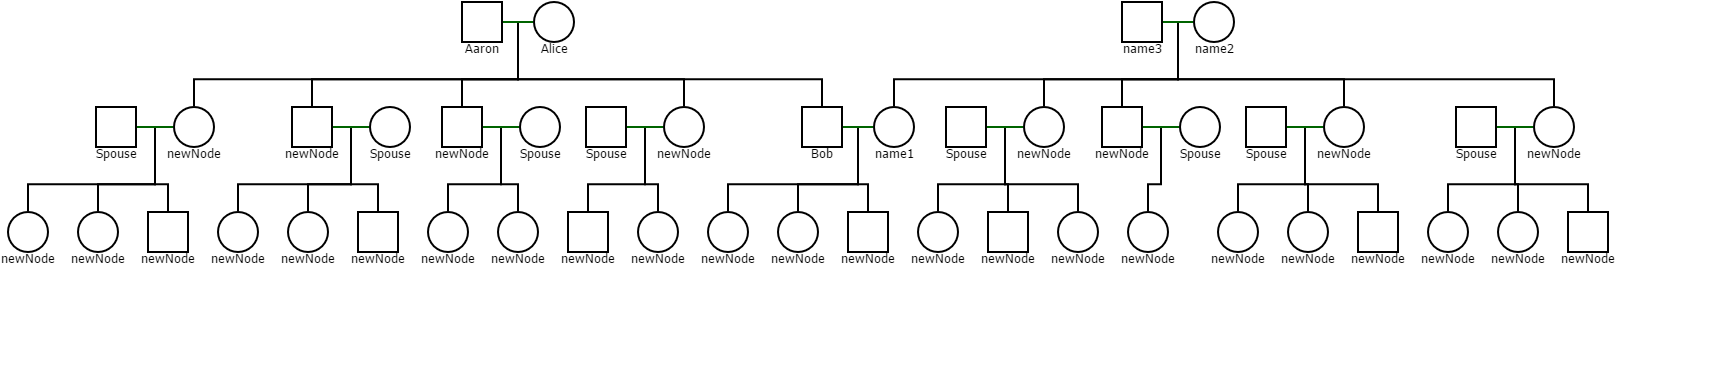 Aaron Alice name3 name2
Spouse newNode newNode Spouse newNode Spouse Spouse newNode Bob name1 Spouse newNode newNode Spouse Spouse newNode Spouse newNode
newNode newNode newNode newNode newNode newNode newNode newNode newNode newNode newNode newNode newNode newNode newNode newNode newNode newNode newNode newNode newNode newNode newNode